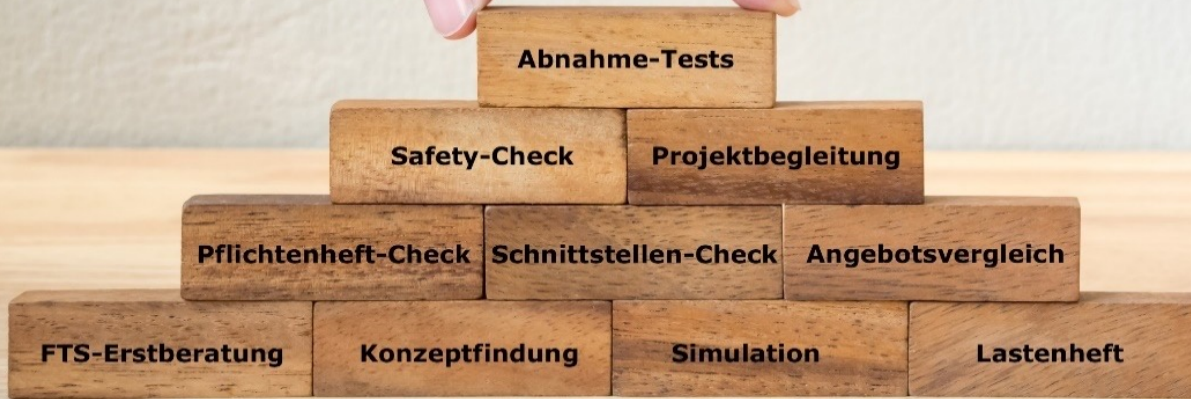 Abnahme-Tests
Safety-Check Projektbegleitung
Pflichtenheft-Check Schnittstellen-Check Angebotsvergleich
FTS-Erstberatung Konzeptfindung Simulation Lastenheft